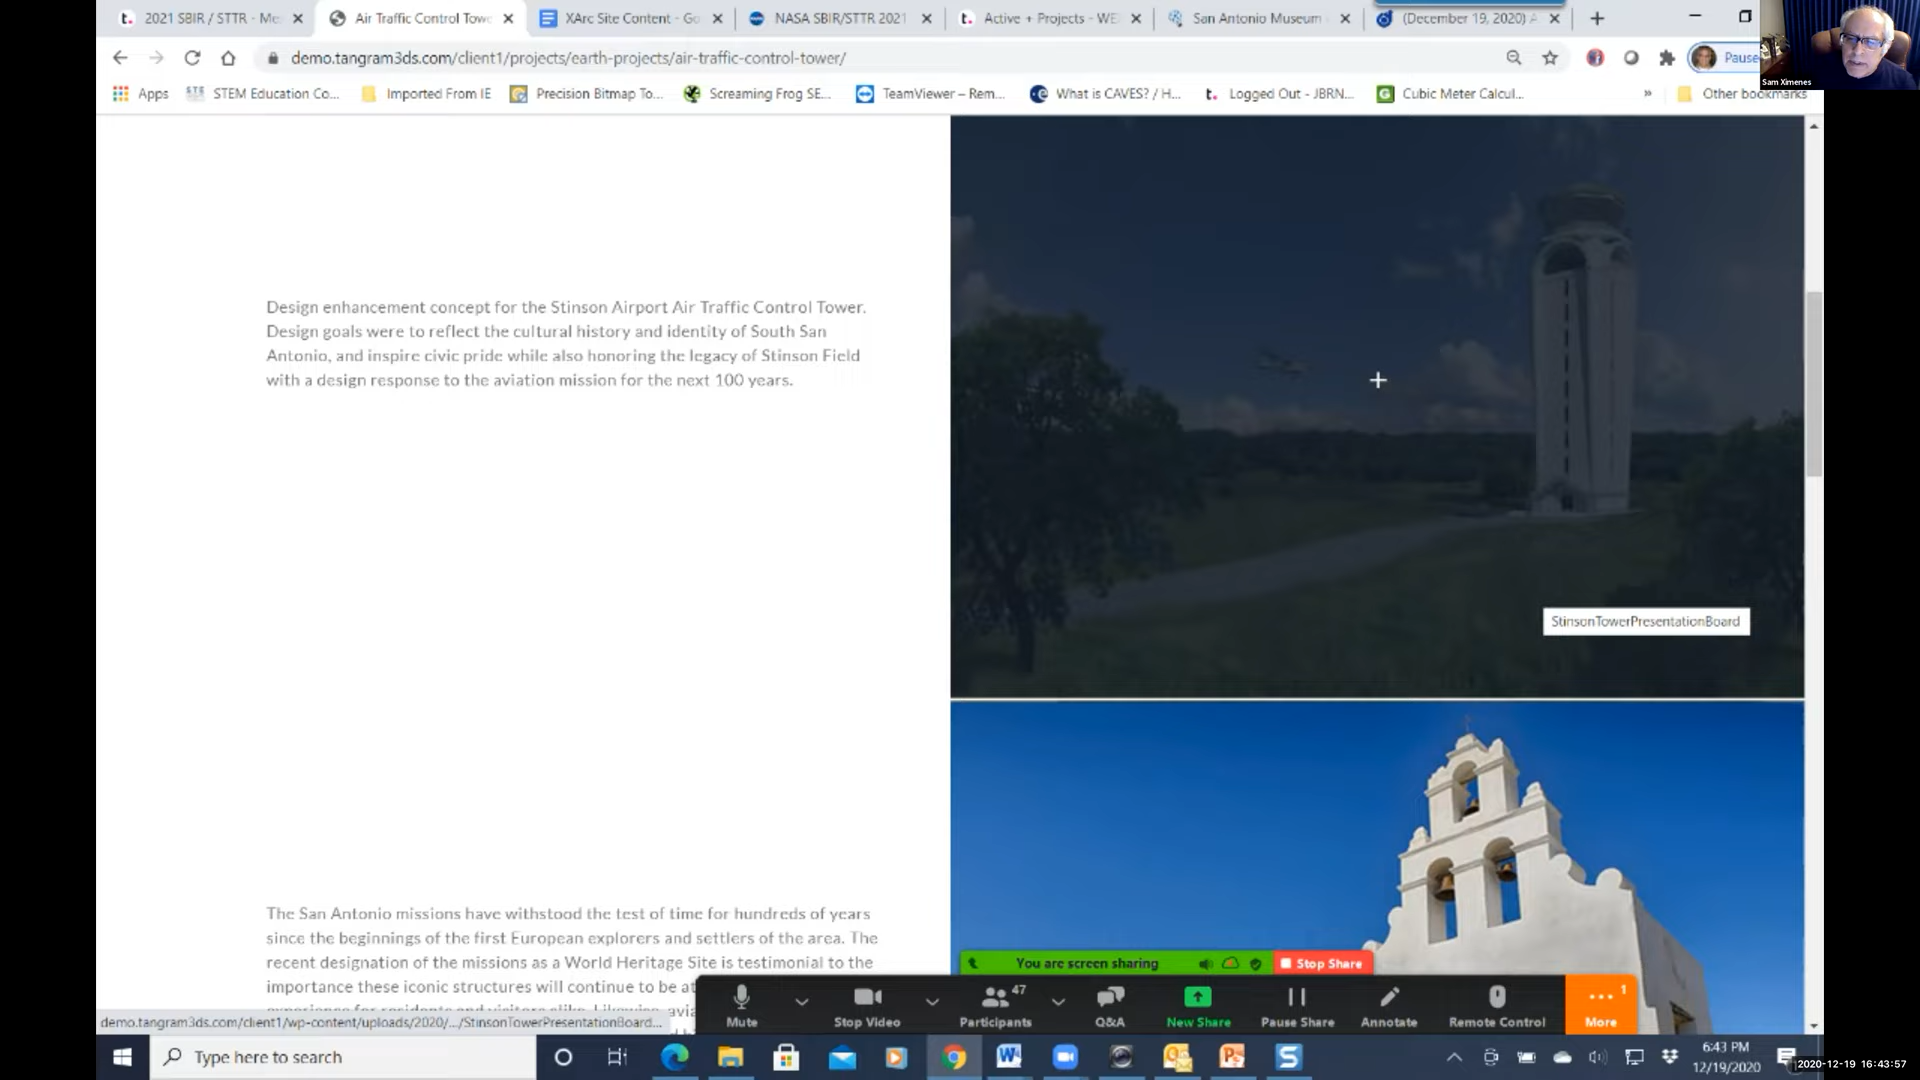 2021 SBIR / STTR - Me
Air Traffic Control Towe
XArc Site Content - Go
NASA SBIR/STTR 2021
Active + Projects - WE
San Antonio Museum
(December 19, 2020) A
demo.tangram3ds.com/client1/projects/earth-projects/air-traffic-control-tower/
Pause
Sam Ximenes
Apps
STEM Education Co...
Imported From IE
Precision Bitmap To...
Screaming Frog SE...
TeamViewer – Rem...
What is CAVES? / H...
Logged Out - JBRN...
Cubic Meter Calcul...
»
Other bookmarks
Design enhancement concept for the Stinson Airport Air Traffic Control Tower.
Design goals were to reflect the cultural history and identity of South San
Antonio, and inspire civic pride while also honoring the legacy of Stinson Field
with a design response to the aviation mission for the next 100 years.
StinsonTowerPresentationBoard
The San Antonio missions have withstood the test of time for hundreds of years
since the beginnings of the first European explorers and settlers of the area. The
recent designation of the missions as a World Heritage Site is testimonial to the
importance these iconic structures will continue to be at
demo.tangram3ds.com/client1/wp-content/uploads/2020/.../StinsonTowerPresentationBoard...
You are screen sharing
Stop Share
Mute
Stop Video
47
Participants
Q&A
New Share
Pause Share
Annotate
Remote Control
1
More
Type here to search
6:43 PM
12/19/2020
2020-12-19 16:43:57